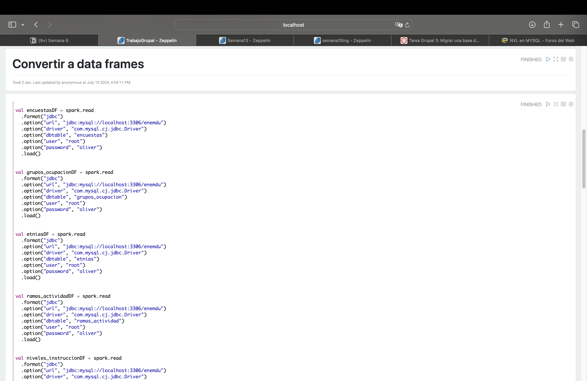 localhost
(9+) Semana 8
TrabajoGrupal - Zeppelin
Semana15 - Zeppelin
semana15ing - Zeppelin
Tarea Grupal 3: Migrar una base d...
NVL en MYSQL - Foros del Web
Convertir a data frames
FINISHED
Took 2 sec. Last updated by anonymous at July 15 2024, 4:59:11 PM.
FINISHED
val encuestasDF = spark.read
.format("jdbc")
.option("url", "jdbc:mysql://localhost:3306/enemdu")
.option("driver", "com.mysql.cj.jdbc.Driver")
.option("dbtable", "encuestas")
.option("user", "root")
.option("password", "oliver")
.load()
val grupos_ocupacionDF = spark.read
.format("jdbc")
.option("url", "jdbc:mysql://localhost:3306/enemdu")
.option("driver", "com.mysql.cj.jdbc.Driver")
.option("dbtable", "grupos_ocupacion")
.option("user", "root")
.option("password", "oliver")
.load()
val etniasDF = spark.read
.format("jdbc")
.option("url", "jdbc:mysql://localhost:3306/enemdu")
.option("driver", "com.mysql.cj.jdbc.Driver")
.option("dbtable", "etnias")
.option("user", "root")
.option("password", "oliver")
.load()
val ramas_actividadDF = spark.read
.format("jdbc")
.option("url", "jdbc:mysql://localhost:3306/enemdu")
.option("driver", "com.mysql.cj.jdbc.Driver")
.option("dbtable", "ramas_actividad")
.option("user", "root")
.option("password", "oliver")
.load()
val niveles_instruccionDF = spark.read
.format("jdbc")
.option("url", "jdbc:mysql://localhost:3306/enemdu")
.option("driver", "com.mysql.cj.jdbc.Driver")